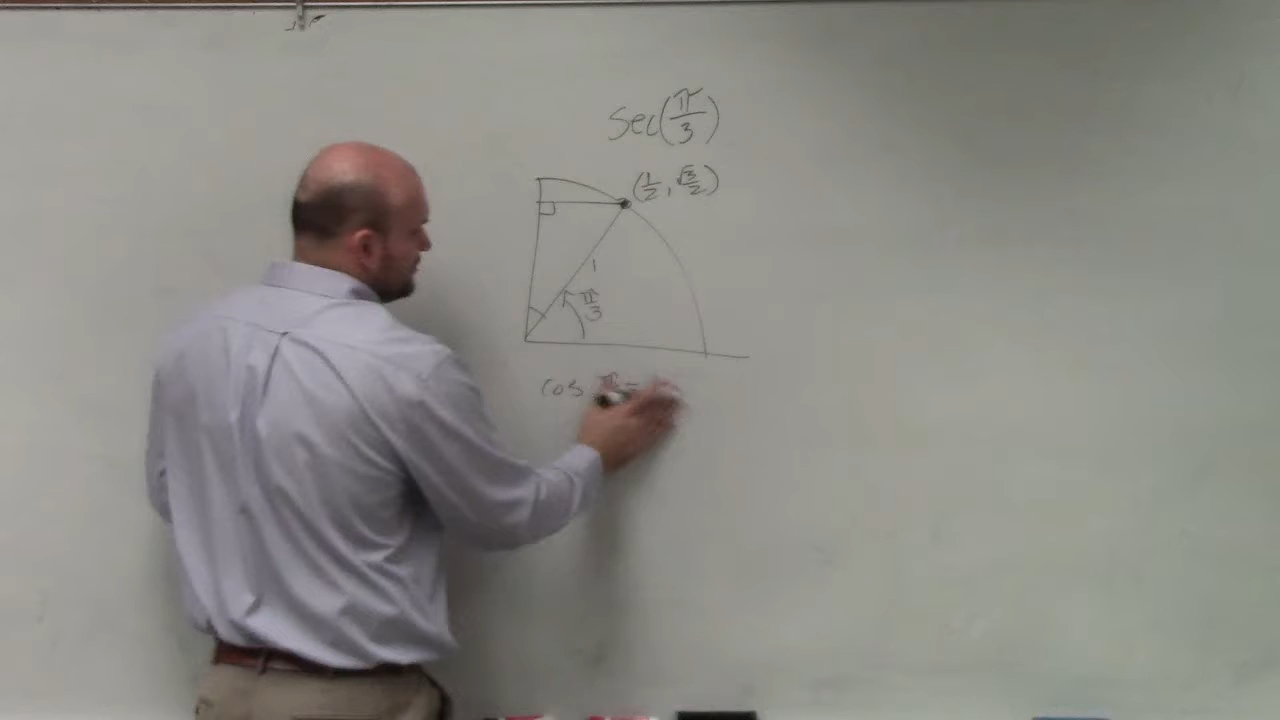 sec(π/3)
(1/2, √3/2)
1
π/3
cos π =